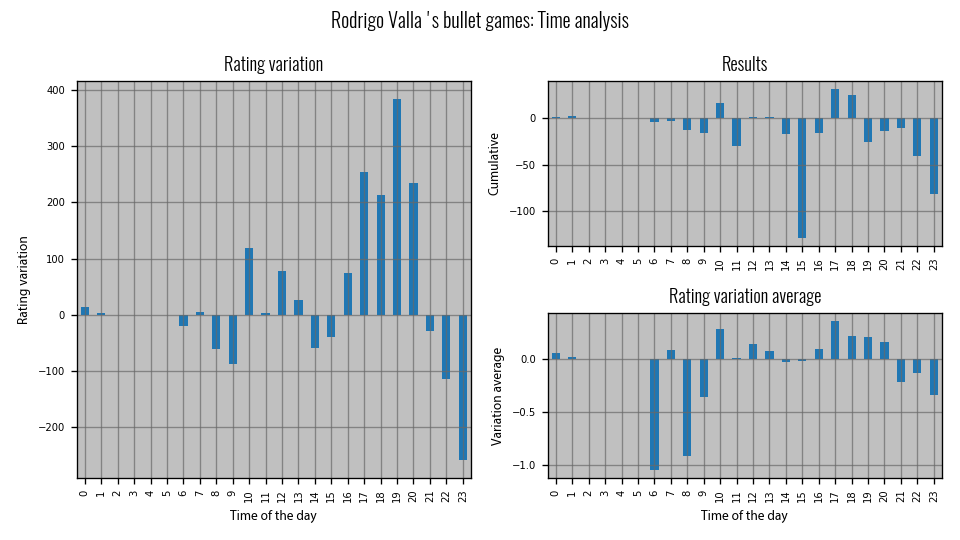 Rodrigo Valla 's bullet games: Time analysis
Rating variation
Rating variation
400
300
200
100
0
−100
−200
0 1 2 3 4 5 6 7 8 9 10 11 12 13 14 15 16 17 18 19 20 21 22 23
Time of the day
Results
Cumulative
0
−50
−100
0 1 2 3 4 5 6 7 8 9 10 11 12 13 14 15 16 17 18 19 20 21 22 23
Rating variation average
Variation average
0.0
−0.5
−1.0
0 1 2 3 4 5 6 7 8 9 10 11 12 13 14 15 16 17 18 19 20 21 22 23
Time of the day